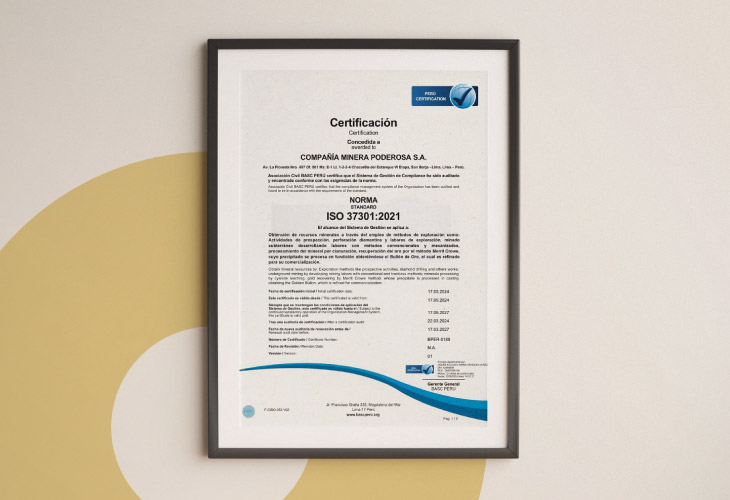 PERÚ
CERTIFICATION
Certificación
Certification
Concedida a
awarded to
COMPAÑÍA MINERA PODEROSA S.A.
Av. La Floresta Nro. 497 Of. 501 Mz. E-1 Lt. 1-2-3-4 Chacarilla del Estanque VI Etapa, San Borja - Lima, Lima – Perú.
Asociación Civil BASC PERÚ certifica que el Sistema de Gestión de Compliance ha sido auditado
y encontrado conforme con las exigencias de la norma.
Asociación Civil BASC PERÚ certifies that the compliance management system of the Organization has been audited and
found to be in accordance with the requirements of the standard.
NORMA
STANDARD
ISO 37301:2021
El alcance del Sistema de Gestión se aplica a:
Obtención de recursos minerales a través del empleo de métodos de exploración como:
Actividades de prospección, perforación diamantina y labores de exploración, minado
subterráneo desarrollando labores con métodos convencionales y mecanizados,
procesamiento del mineral por cianuración, recuperación del oro por el método Merrill Crowe,
cuyo precipitado se procesa en fundición obteniéndose el Bullón de Oro, el cual es refinado
para su comercialización.
Obtain mineral resources by: Exploration methods like prospective activities, diamond drilling and others works,
underground mining by developing mining labors with conventional and trackless methods, minerals processing
by cyanide leaching, gold recovering by Merrill Crowe method, whose precipitate is processed in casting
obtaining the Golden Bullion, which is refined for commercialization.
Fecha de certificación inicial / Initial certification date: 17.05.2024
Este certificado es válido desde / This certificate is valid from: 17.05.2024
Siempre que se mantengan las condiciones de aplicación del
Sistema de Gestión, este certificado es válido hasta el / Subject to the
continued satisfactory operation of the Organization Management System,
this certificate is valid until: 17.05.2027
Tras una auditoría de certificación / After a certification audit: 22.03.2024
Fecha de nueva auditoría de renovación antes de /
Renewal audit date before: 17.03.2027
Número de Certificado / Certificate Number: BPER 0189
Fecha de Revisión / Revision Date: N.A.
Versión / Version: 01
Gerente General
BASC PERÚ
Jr. Francisco Graña 335, Magdalena del Mar
Lima 17 Perú
www.bascperu.org
Pág. 1 / 2